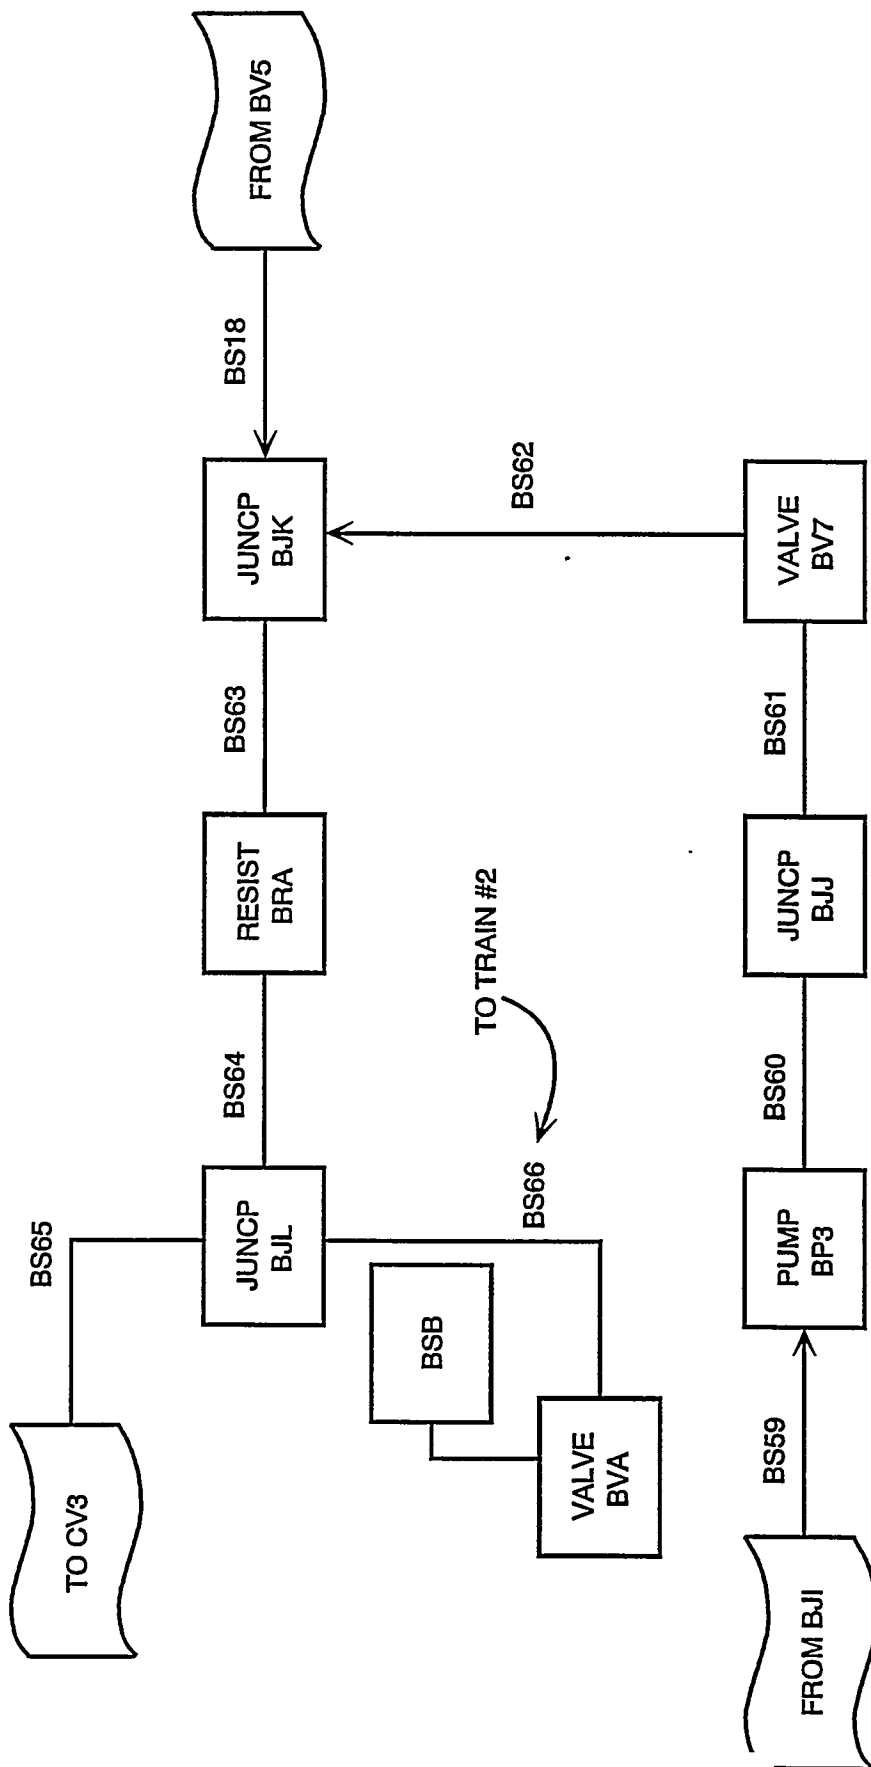 TO CV3
BS65
JUNCP
BJL
BS64
RESIST
BRA
BS63
JUNCP
BJK
BS18
FROM BV5
BSB
VALVE
BVA
BS66
TO TRAIN #2
BS62
FROM BJI
BS59
PUMP
BP3
BS60
JUNCP
BJJ
BS61
VALVE
BV7